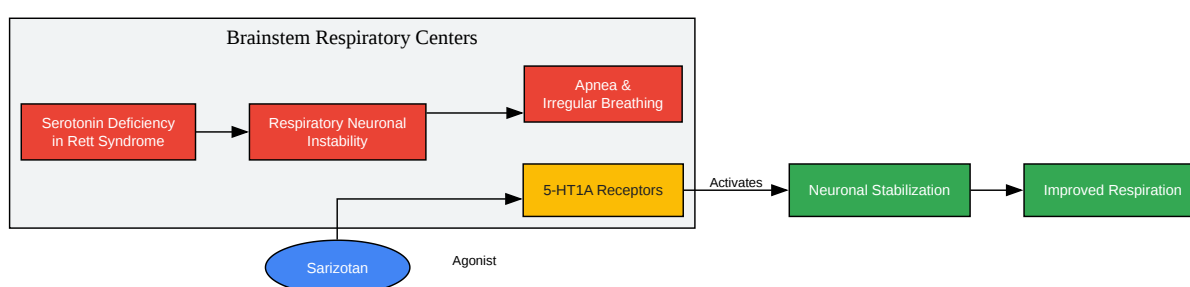 Brainstem Respiratory Centers
Serotonin Deficiency
in Rett Syndrome
Respiratory Neuronal
Instability
Apnea &
Irregular Breathing
5-HT1A Receptors
Activates
Neuronal Stabilization
Improved Respiration
Sarizotan
Agonist